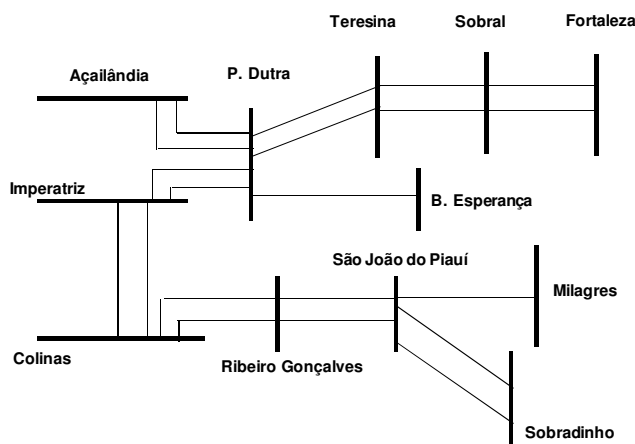 Teresina
Sobral
Fortaleza
Açailândia
P. Dutra
Imperatriz
B. Esperança
São João do Piauí
Milagres
Colinas
Ribeiro Gonçalves
Sobradinho